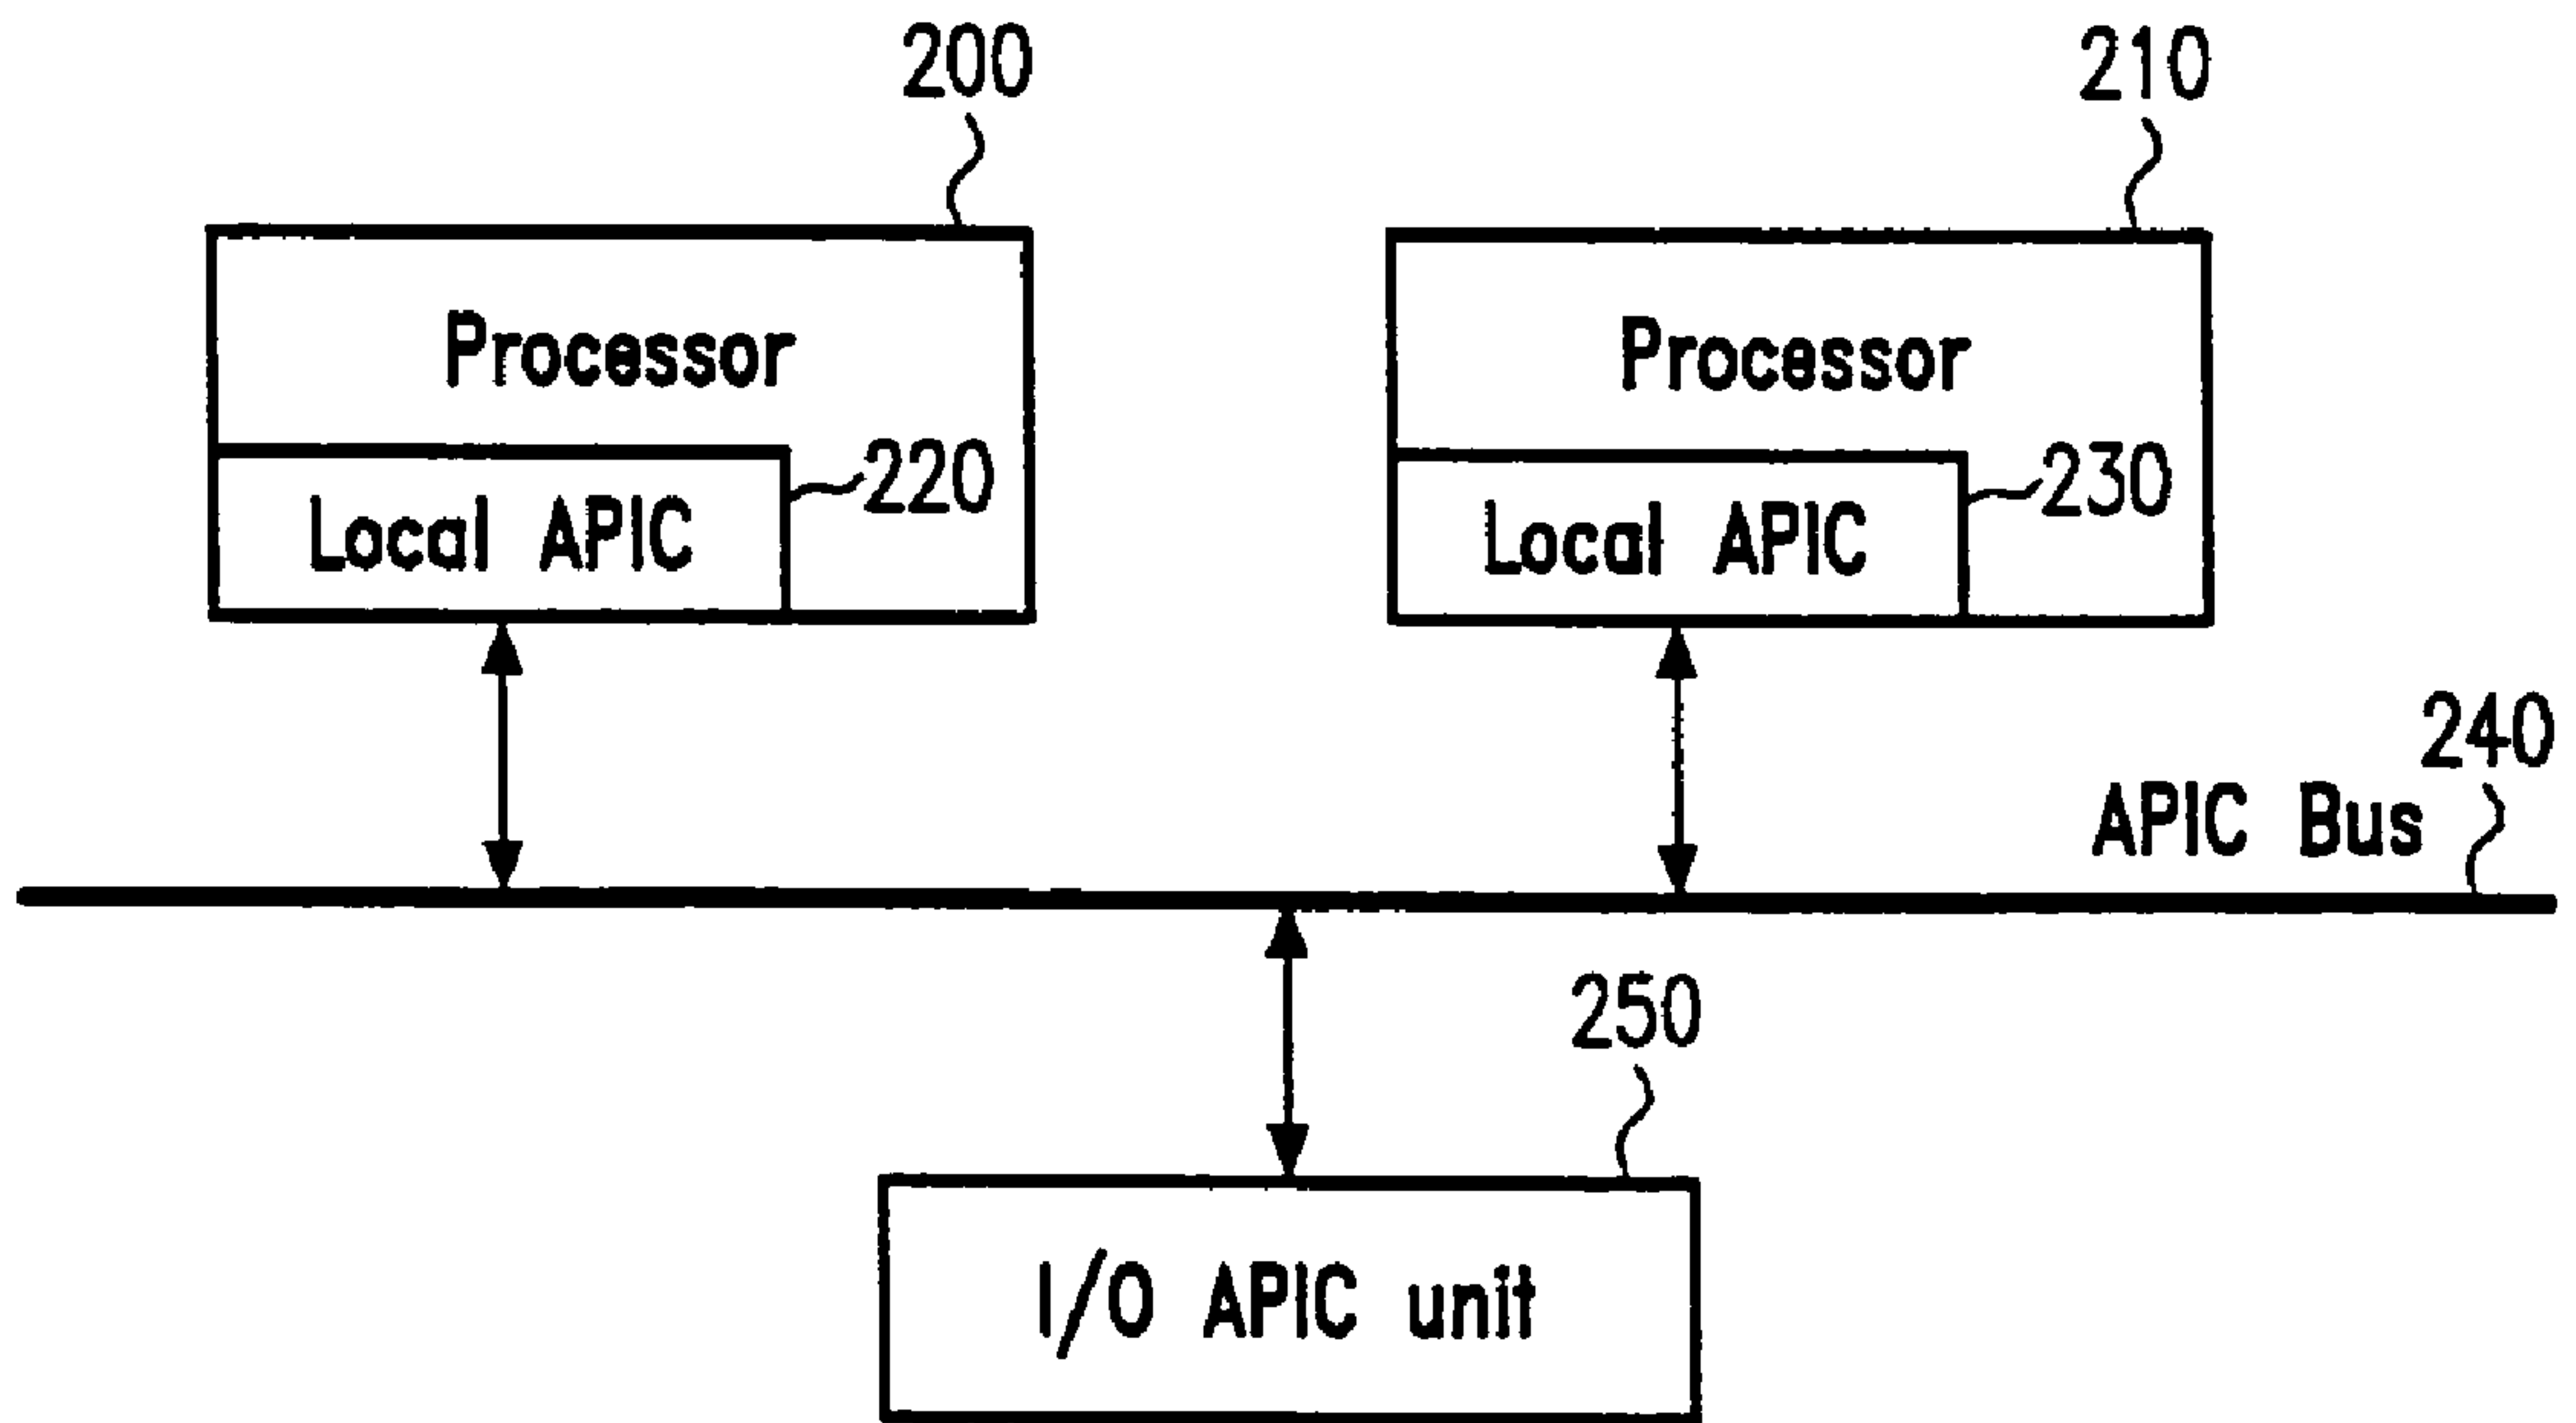 200
210
Processor
Processor
220
230
Local APIC
Local APIC
240
APIC Bus
250
I/O APIC unit